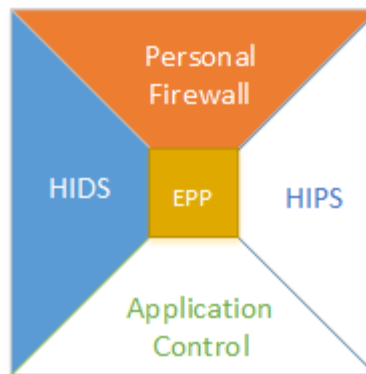 Personal
Firewall
HIDS
EPP
HIPS
Application
Control